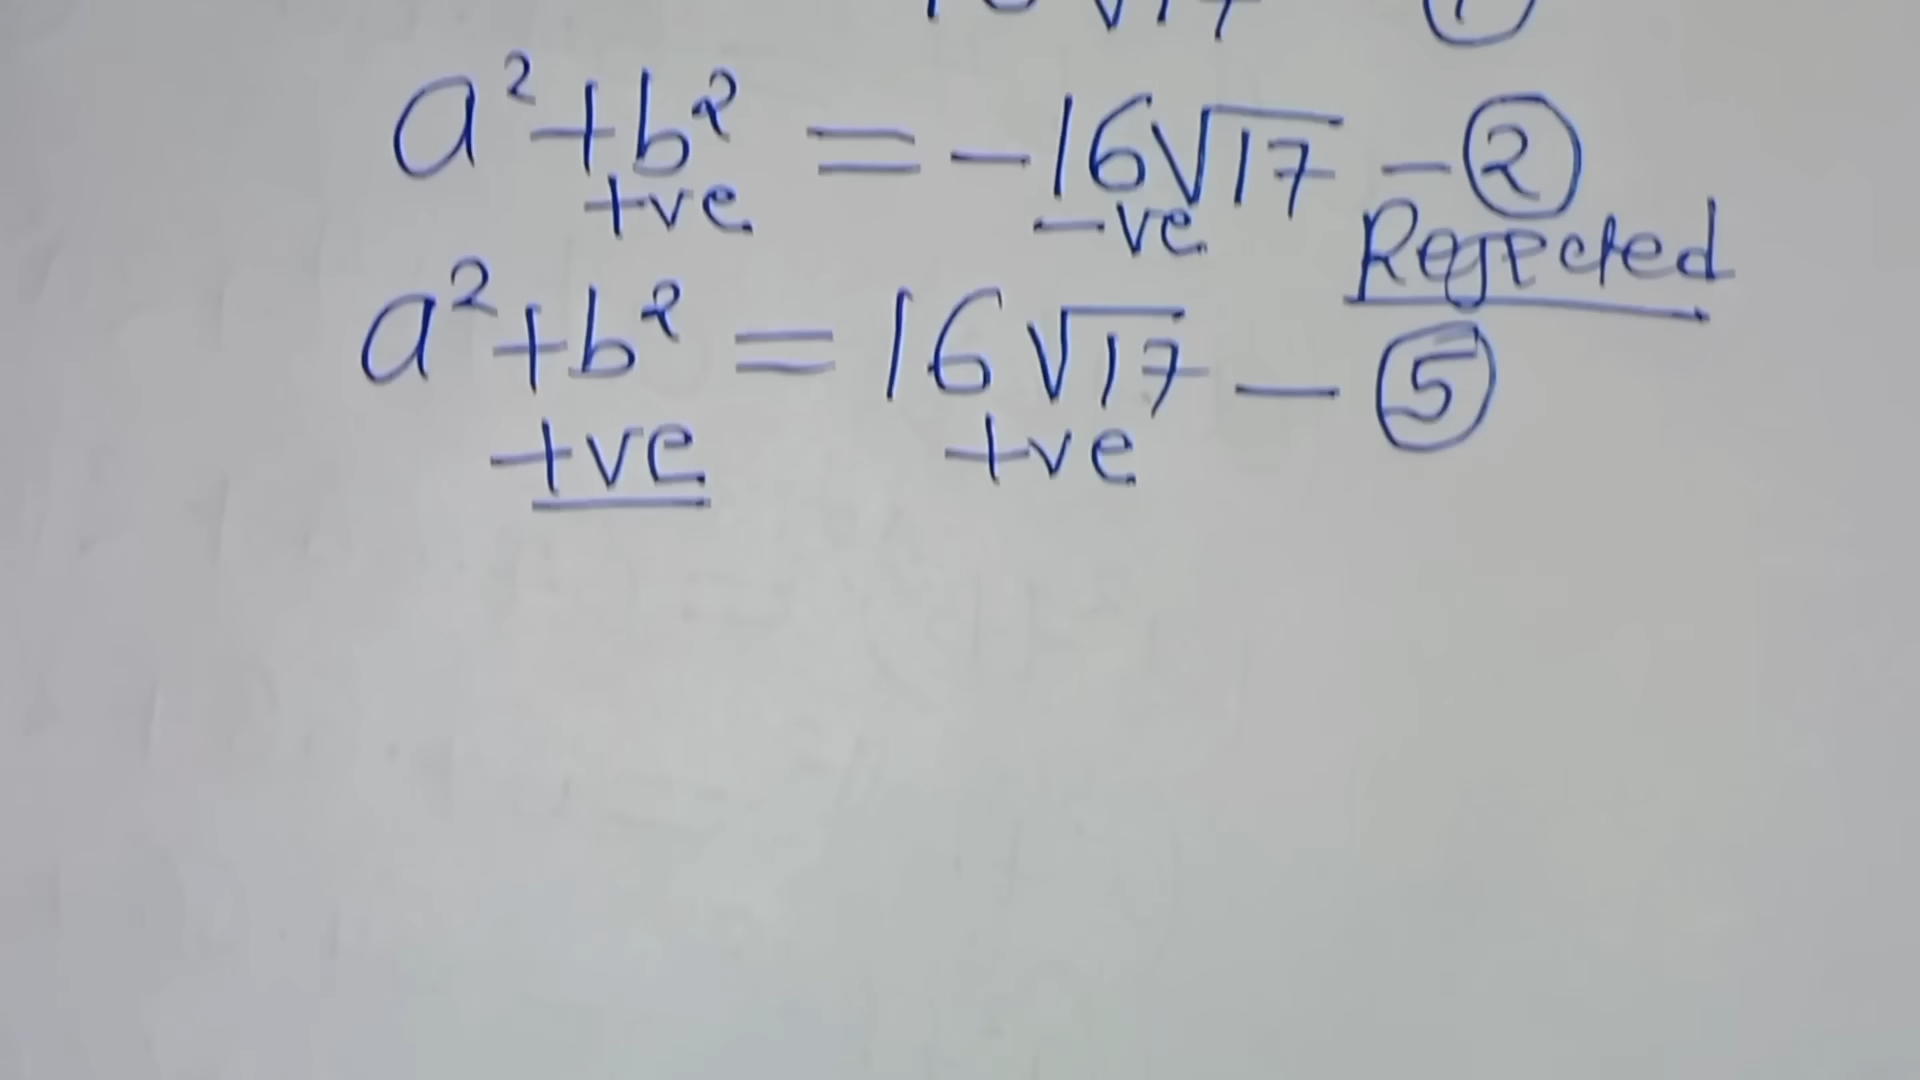 a² + b² = -16√17 - ②
+ve -ve Rejected
a² + b² = 16√17 - ⑤
+ve +ve